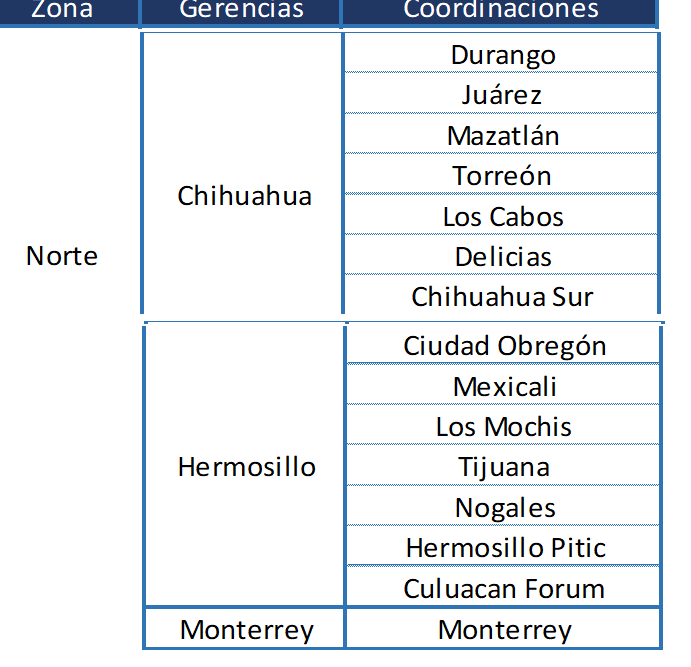 Zona Gerencias Coordinaciones
Durango
Juárez
Mazatlán
Torreón
Chihuahua
Los Cabos
Norte
Delicias
Chihuahua Sur
Ciudad Obregón
Mexicali
Los Mochis
Hermosillo
Tijuana
Nogales
Hermosillo Pitic
Culuacan Forum
Monterrey Monterrey